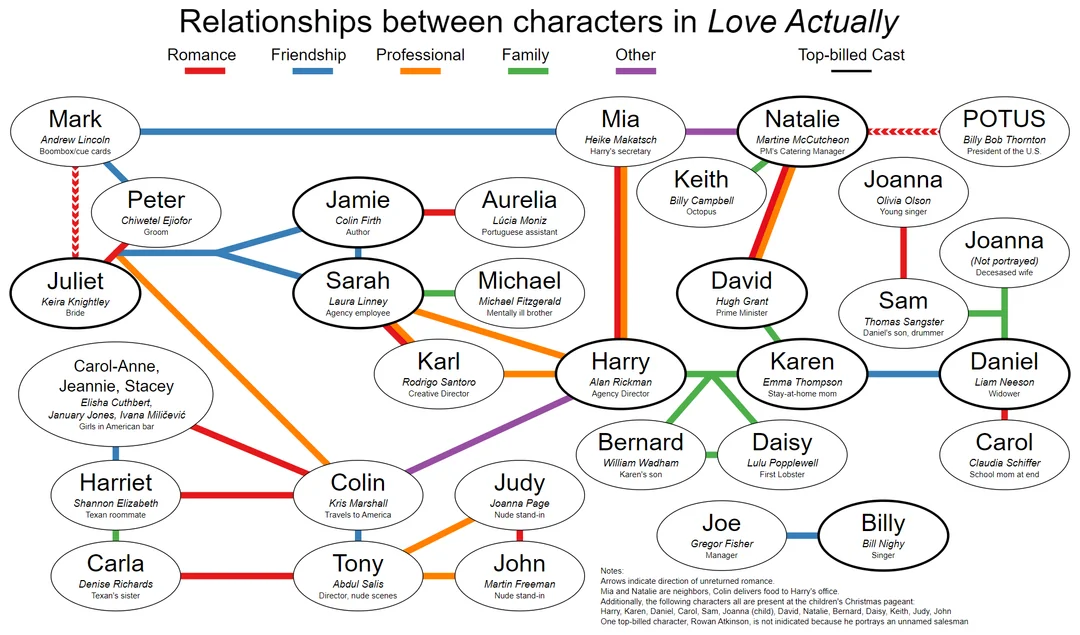 Relationships between characters in Love Actually
Romance
Friendship
Professional
Family
Other
Top-billed Cast
Mark
Andrew Lincoln
Boombox/cue cards
Mia
Heike Makatsch
Harry's secretary
Natalie
Martine McCutcheon
PM's Catering Manager
POTUS
Billy Bob Thornton
President of the U.S.
Peter
Chiwetel Ejiofor
Groom
Jamie
Colin Firth
Author
Aurelia
Lúcia Moniz
Portuguese assistant
Keith
Billy Campbell
Octopus
Joanna
Olivia Olson
Young singer
Joanna
(Not portrayed)
Decseased wife
Juliet
Keira Knightley
Bride
Sarah
Laura Linney
Agency employee
Michael
Michael Fitzgerald
Mentally ill brother
David
Hugh Grant
Prime Minister
Sam
Thomas Sangster
Daniel's son, drummer
Carol-Anne,
Jeannie, Stacey
Elisha Cuthbert,
January Jones, Ivana Miličević
Girls in American bar
Karl
Rodrigo Santoro
Creative Director
Harry
Alan Rickman
Agency Director
Karen
Emma Thompson
Stay-at-home mom
Daniel
Liam Neeson
Widower
Bernard
William Wadham
Karen's son
Daisy
Lulu Popplewell
First Lobster
Carol
Claudia Schiffer
School mom at end
Harriet
Shannon Elizabeth
Texan roommate
Colin
Kris Marshall
Travels to America
Judy
Joanna Page
Nude stand-in
Joe
Gregor Fisher
Manager
Billy
Bill Nighy
Singer
Carla
Denise Richards
Texan's sister
Tony
Abdul Salis
Director, nude scenes
John
Martin Freeman
Nude stand-in
Notes:
Arrows indicate direction of unreturned romance.
Mia and Natalie are neighbors, Colin delivers food to Harry's office.
Additionally, the following characters all are present at the children's Christmas pageant:
Harry, Karen, Daniel, Carol, Sam, Joanna (child), David, Natalie, Bernard, Daisy, Keith, Judy, John
One top-billed character, Rowan Atkinson, is not inidicated because he portrays an unnamed salesman